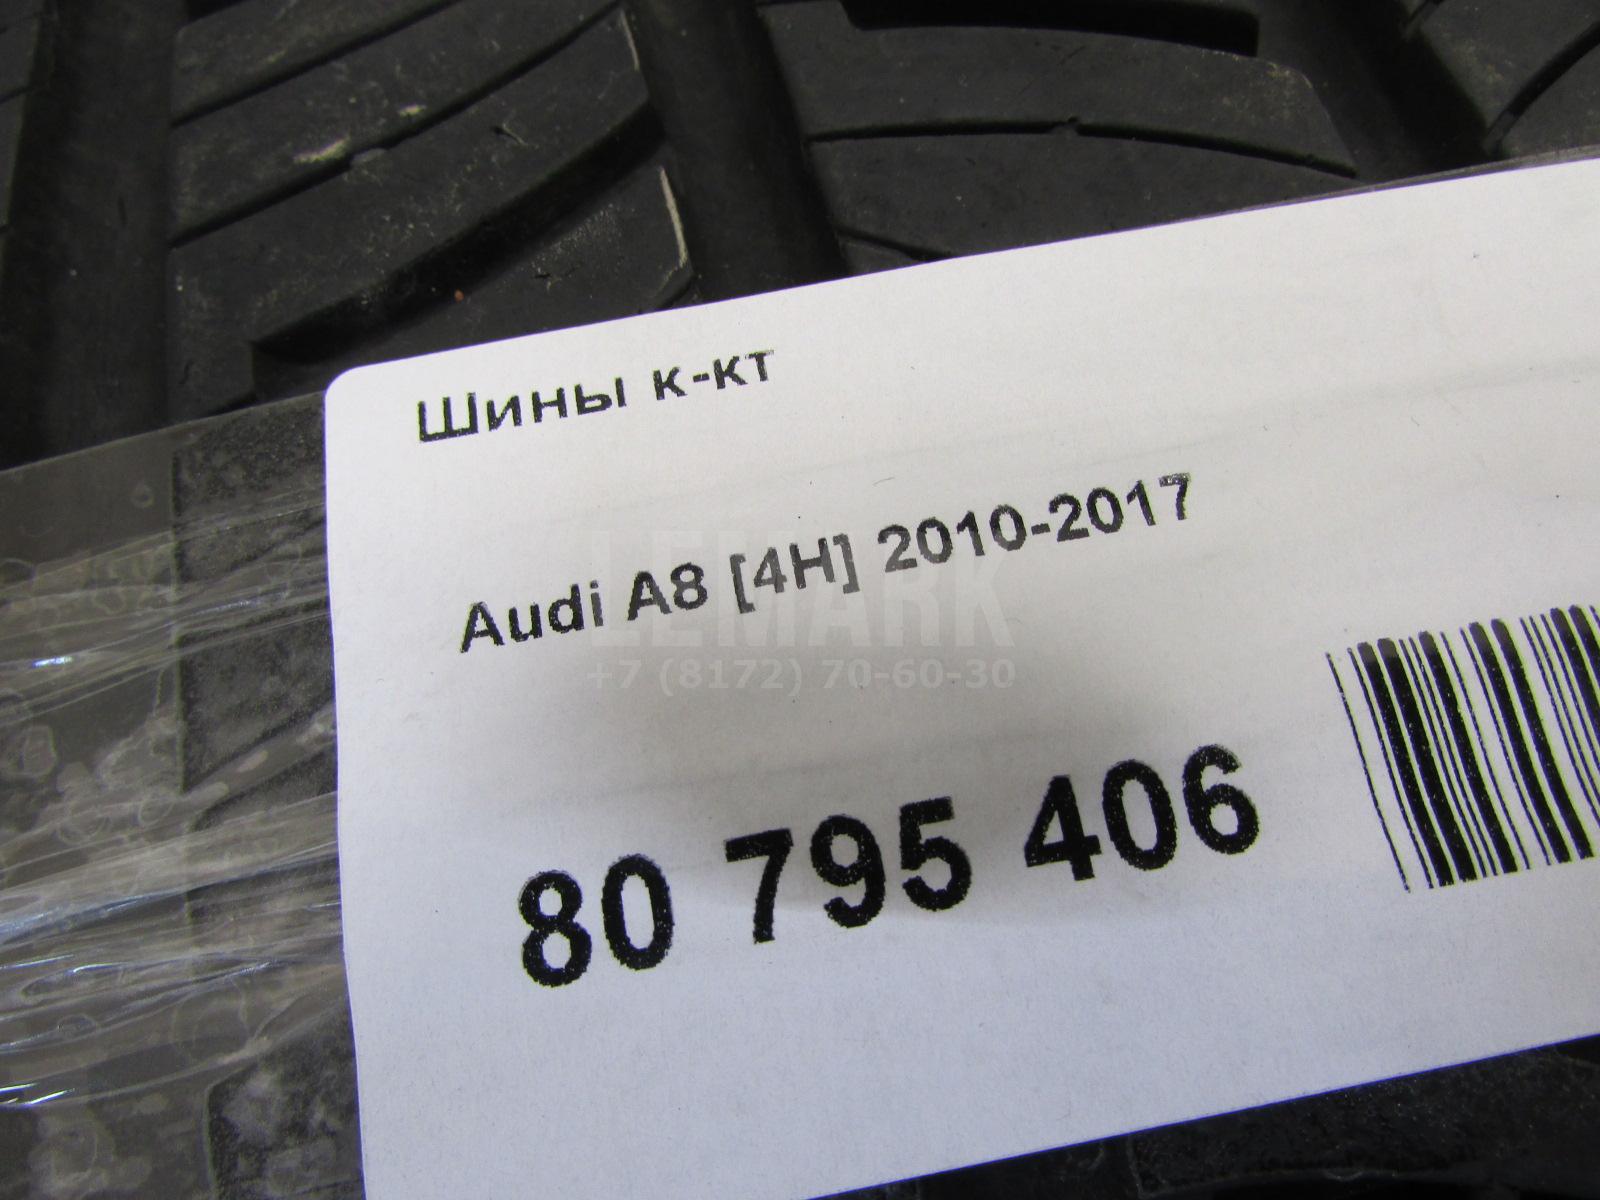 Шины к-кт
Audi A8 [4H] 2010-2017
LEMARK
+7 (8172) 70-60-30
80 795 406